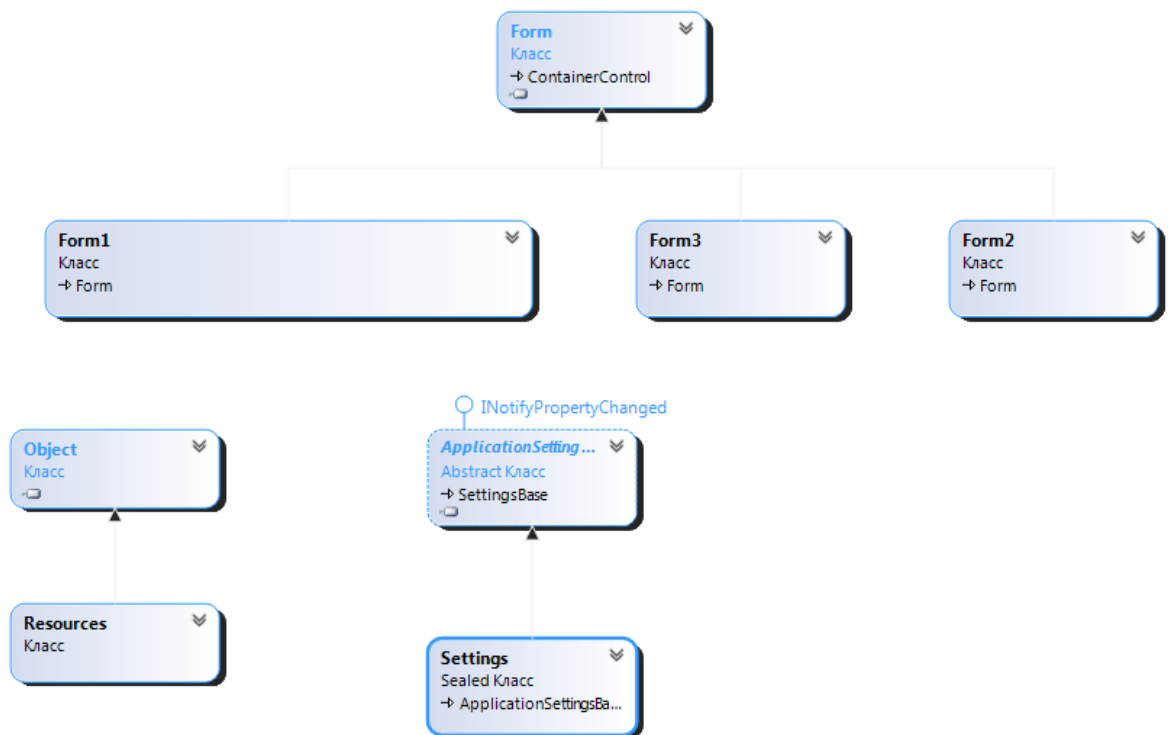 Form
Класс
ContainerControl
Form1
Класс
Form
Form3
Класс
Form
Form2
Класс
Form
INotifyPropertyChanged
Object
Класс
ApplicationSetting...
Abstract Класс
SettingsBase
Resources
Класс
Settings
Sealed Класс
ApplicationSettingsBa...